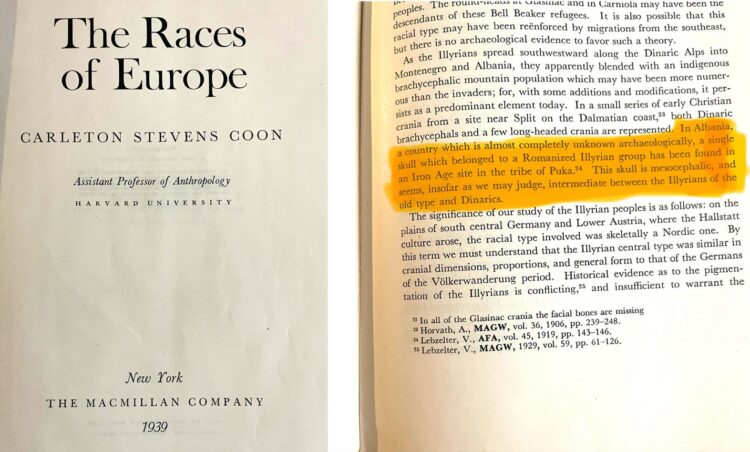 The Races
of Europe
CARLETON STEVENS COON
Assistant Professor of Anthropology
HARVARD UNIVERSITY
New York
THE MACMILLAN COMPANY
1939
peoples. The round-heads at Glasinac and in Carniola may have been the
descendants of these Bell Beaker refugees. It is also possible that this
racial type may have been reënforced by migrations from the southeast,
but there is no archaeological evidence to favor such a theory.
As the Illyrians spread southwestward along the Dinaric Alps into
Montenegro and Albania, they apparently blended with an indigenous
brachycephalic mountain population which may have been more numer-
ous than the invaders; for, with some additions and modifications, it per-
sists as a predominant element today. In a small series of early Christian
crania from a site near Split on the Dalmatian coast,²³ both Dinaric
brachycephals and a few long-headed crania are represented. In Albania,
a country which is almost completely unknown archaeologically, a single
skull which belonged to a Romanized Illyrian group has been found in
an Iron Age site in the tribe of Puka.²⁴ This skull is mesocephalic, and
seems, insofar as we may judge, intermediate between the Illyrians of the
old type and Dinarics.
The significance of our study of the Illyrian peoples is as follows: on the
plains of south central Germany and Lower Austria, where the Hallstatt
culture arose, the racial type involved was skeletally a Nordic one. By
this term we must understand that the Illyrian central type was similar in
cranial dimensions, proportions, and general form to that of the Germans
of the Völkerwanderung period. Historical evidence as to the pigmen-
tation of the Illyrians is conflicting,²⁵ and insufficient to warrant the
²² In all of the Glasinac crania the facial bones are missing
²³ Horvath, A., MAGW, vol. 36, 1906, pp. 239–248.
²⁴ Lebzelter, V., AFA, vol. 45, 1919, pp. 143–146.
²⁵ Lebzelter, V., MAGW, 1929, vol. 59, pp. 61–126.